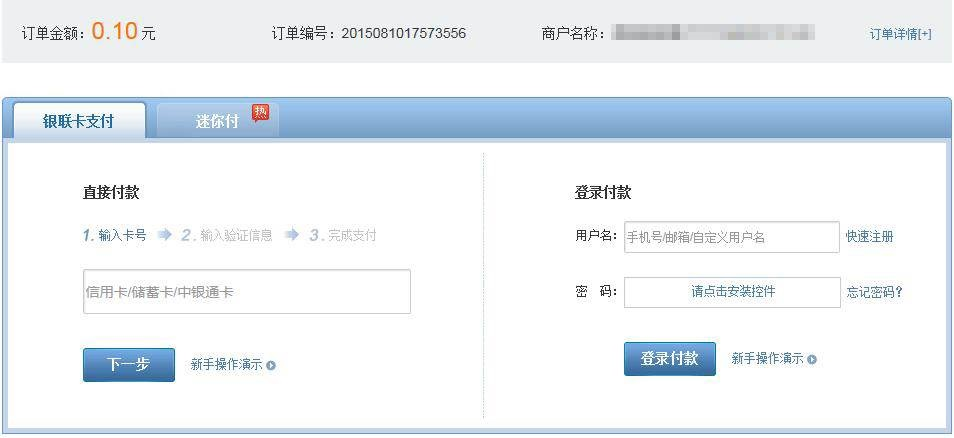 订单金额：0.10 元 订单编号：2015081017573556 商户名称： 订单详情[+]
银联卡支付 迷你付 热
直接付款
1. 输入卡号 2. 输入验证信息 3. 完成支付
信用卡/储蓄卡/中银通卡
下一步 新手操作演示
登录付款
用户名： 手机号/邮箱/自定义用户名 快速注册
密 码： 请点击安装控件 忘记密码？
登录付款 新手操作演示